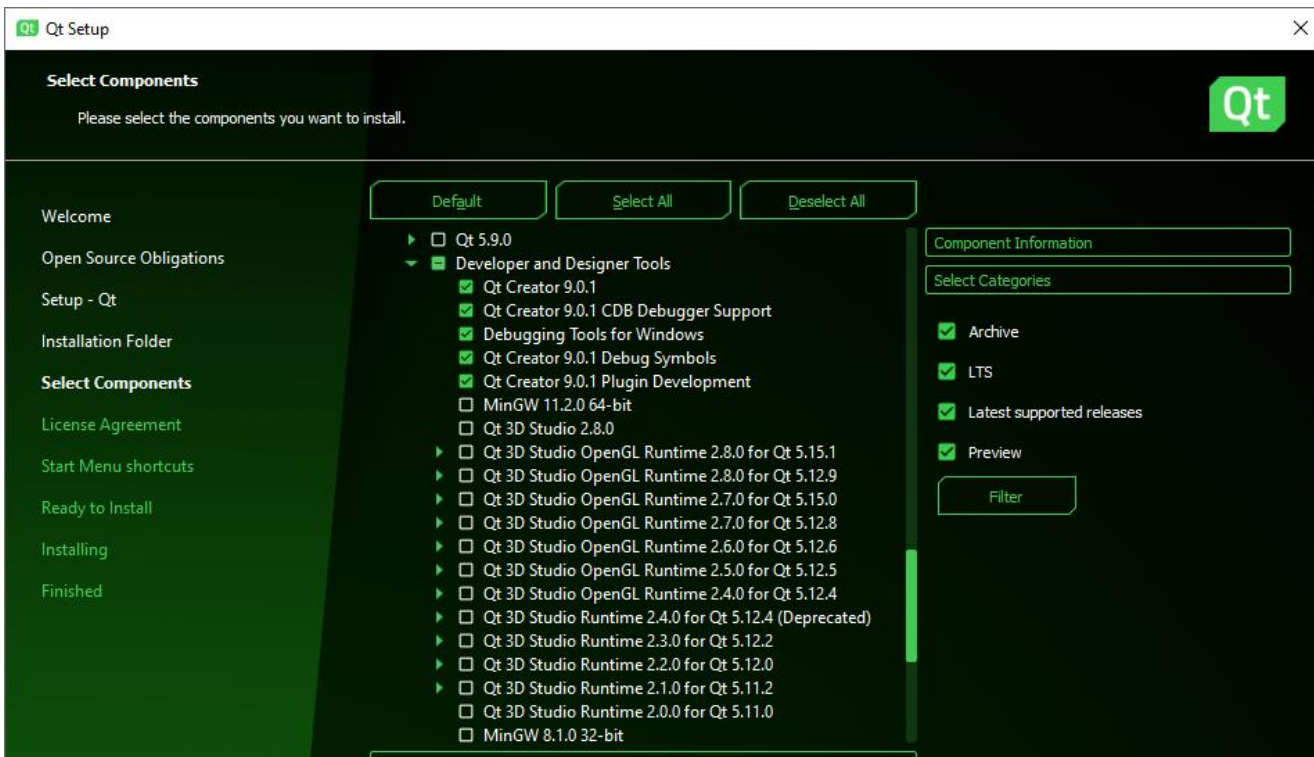 Qt Qt Setup
Select Components
Please select the components you want to install.
Qt
Welcome
Open Source Obligations
Setup - Qt
Installation Folder
Select Components
License Agreement
Start Menu shortcuts
Ready to Install
Installing
Finished
Default
Select All
Deselect All
Qt 5.9.0
Developer and Designer Tools
Qt Creator 9.0.1
Qt Creator 9.0.1 CDB Debugger Support
Debugging Tools for Windows
Qt Creator 9.0.1 Debug Symbols
Qt Creator 9.0.1 Plugin Development
MinGW 11.2.0 64-bit
Qt 3D Studio 2.8.0
Qt 3D Studio OpenGL Runtime 2.8.0 for Qt 5.15.1
Qt 3D Studio OpenGL Runtime 2.8.0 for Qt 5.12.9
Qt 3D Studio OpenGL Runtime 2.7.0 for Qt 5.15.0
Qt 3D Studio OpenGL Runtime 2.7.0 for Qt 5.12.8
Qt 3D Studio OpenGL Runtime 2.6.0 for Qt 5.12.6
Qt 3D Studio OpenGL Runtime 2.5.0 for Qt 5.12.5
Qt 3D Studio OpenGL Runtime 2.4.0 for Qt 5.12.4
Qt 3D Studio Runtime 2.4.0 for Qt 5.12.4 (Deprecated)
Qt 3D Studio Runtime 2.3.0 for Qt 5.12.2
Qt 3D Studio Runtime 2.2.0 for Qt 5.12.0
Qt 3D Studio Runtime 2.1.0 for Qt 5.11.2
Qt 3D Studio Runtime 2.0.0 for Qt 5.11.0
MinGW 8.1.0 32-bit
Component Information
Select Categories
Archive
LTS
Latest supported releases
Preview
Filter